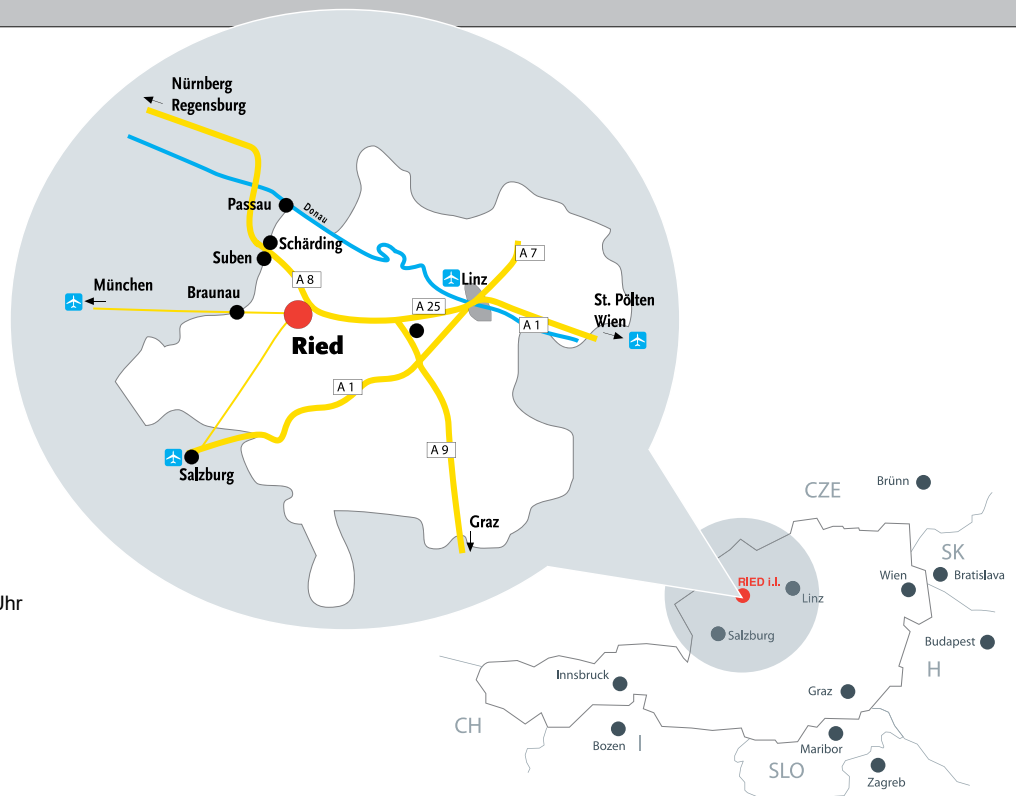 Nürnberg
Regensburg
Passau
Donau
Schärding
Suben
A 8
A 7
München
Braunau
Linz
A 25
St. Pölten
Wien
A 1
Ried
A 1
A 9
Salzburg
Graz
Uhr
CZE
Brünn
SK
RIED i.I.
Wien
Bratislava
Linz
Salzburg
Budapest
H
Innsbruck
Graz
CH
Bozen
I
Maribor
SLO
Zagreb